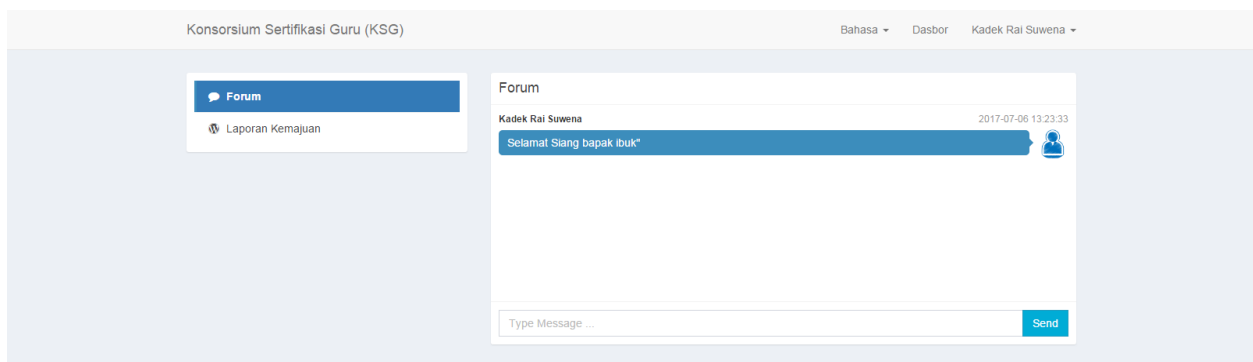 Konsorsium Sertifikasi Guru (KSG) Bahasa Dasbor Kadek Rai Suwena
Forum
Laporan Kemajuan
Forum
Kadek Rai Suwena 2017-07-06 13:23:33
Selamat Siang bapak ibuk"
Type Message ... Send